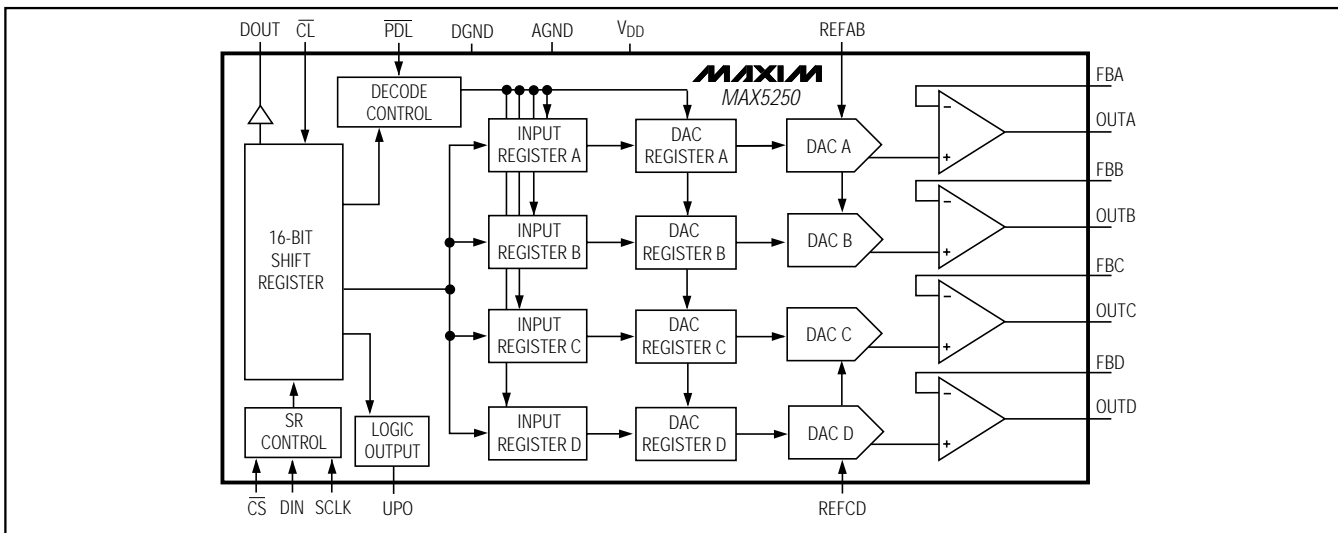 DOUT CL PDL DGND AGND VDD REFAB
MAXIM
MAX5250
FBA
DECODE
CONTROL
OUTA
INPUT
REGISTER A
DAC
REGISTER A
DAC A
FBB
16-BIT
SHIFT
REGISTER
INPUT
REGISTER B
DAC
REGISTER B
DAC B
OUTB
FBC
INPUT
REGISTER C
DAC
REGISTER C
DAC C
OUTC
FBD
SR
CONTROL
LOGIC
OUTPUT
INPUT
REGISTER D
DAC
REGISTER D
DAC D
OUTD
CS DIN SCLK UPO REFCD
− + − + − + − +